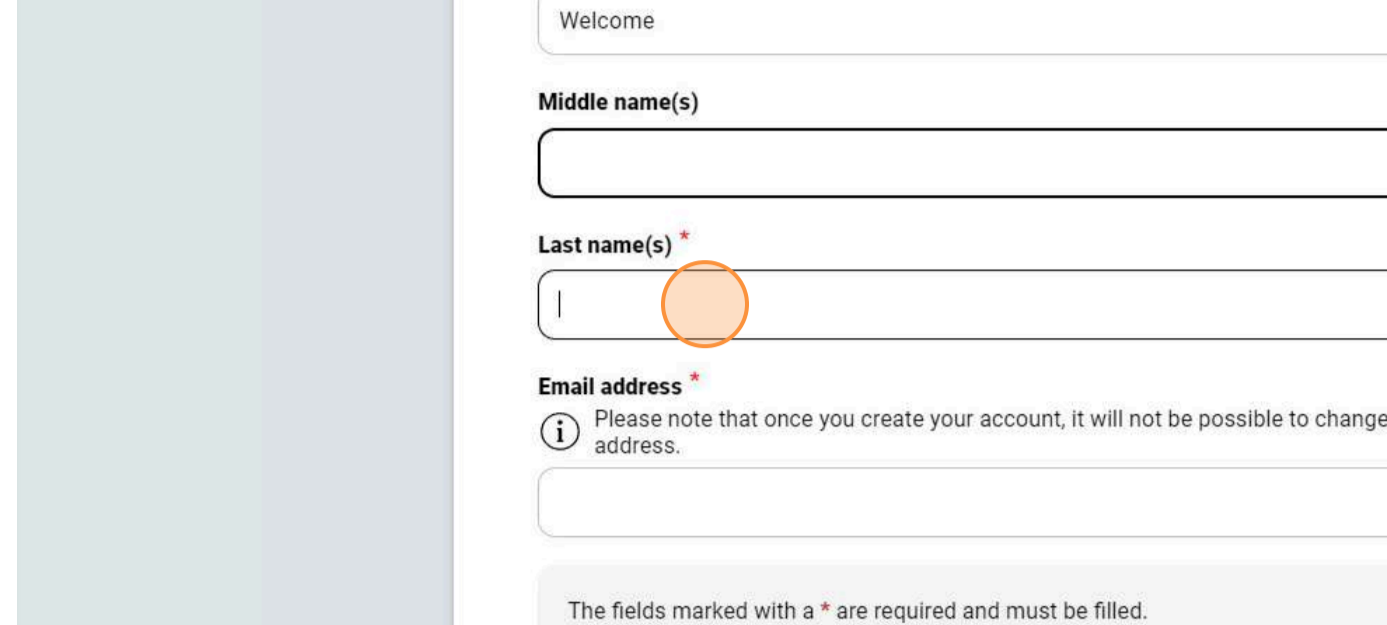 Welcome
Middle name(s)
Last name(s) *
Email address *
Please note that once you create your account, it will not be possible to change
address.
The fields marked with a * are required and must be filled.